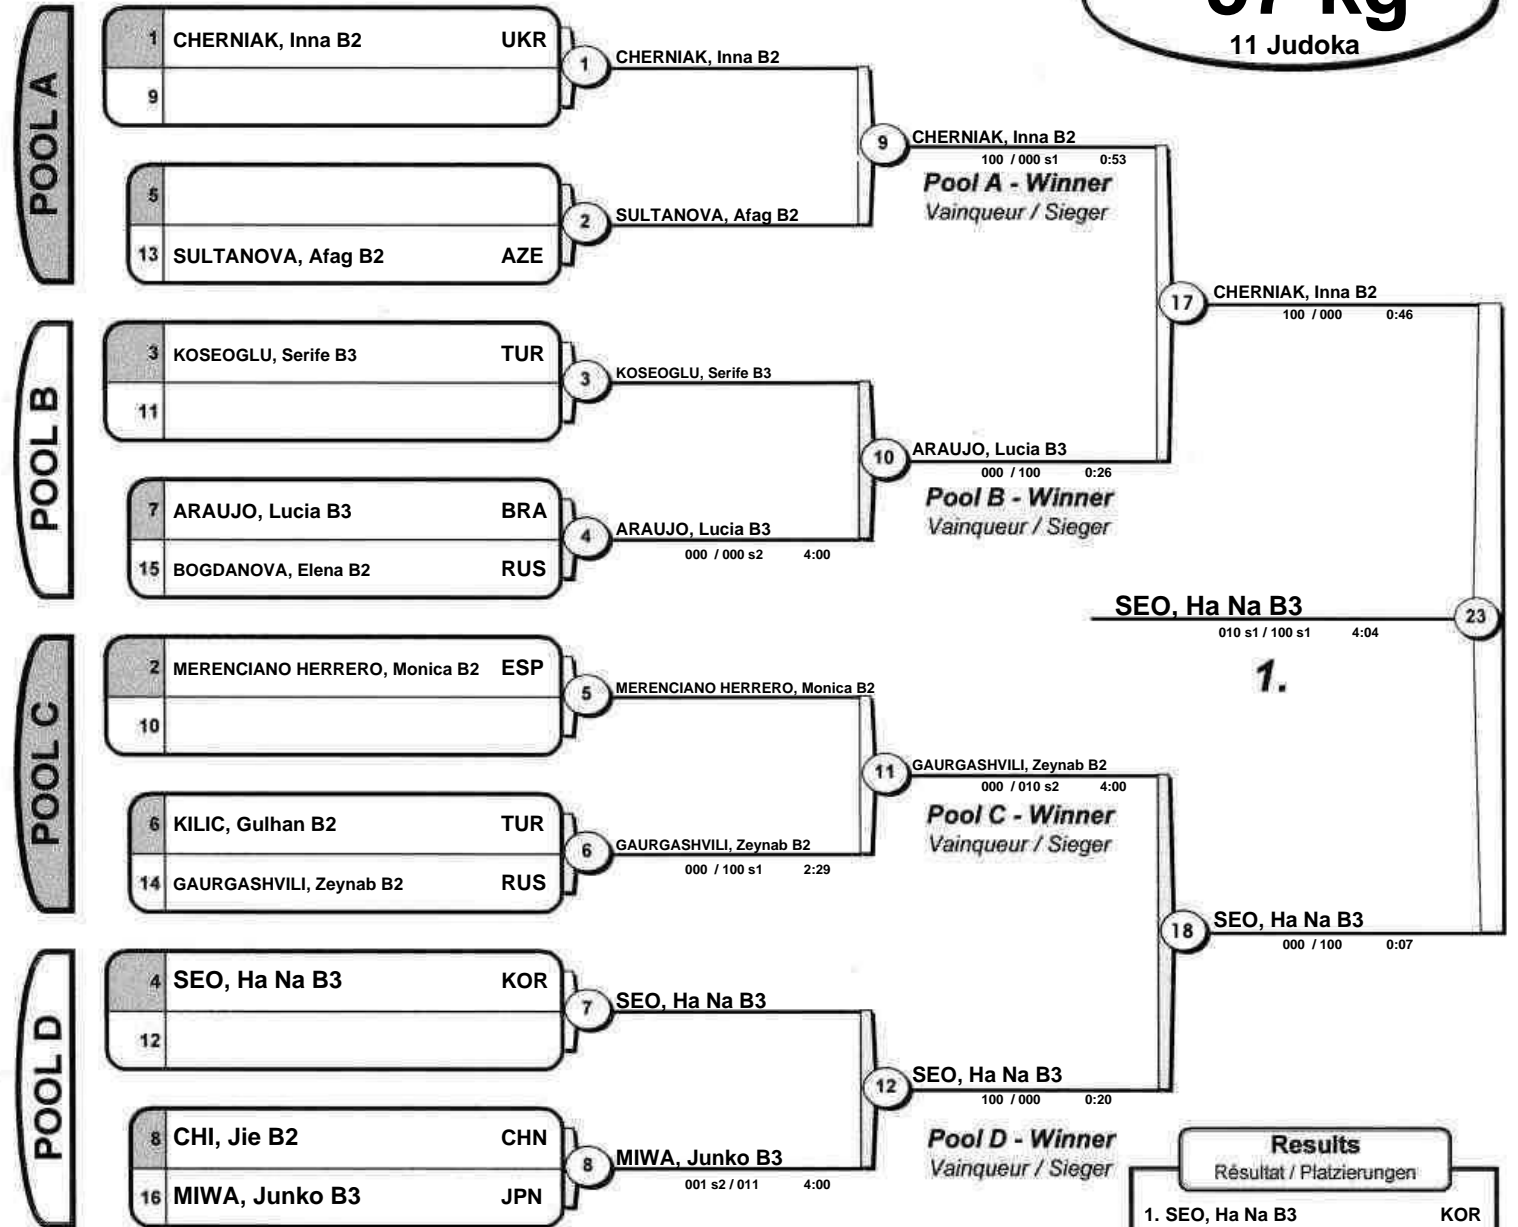 57 kg
11 Judoka
POOL A
1 CHERNIAK, Inna B2 UKR
9
1 CHERNIAK, Inna B2
5
13 SULTANOVA, Afag B2 AZE
2 SULTANOVA, Afag B2
9 CHERNIAK, Inna B2
100 / 000 s1 0:53
Pool A - Winner
Vainqueur / Sieger
POOL B
3 KOSEOGLU, Serife B3 TUR
11
3 KOSEOGLU, Serife B3
7 ARAUJO, Lucia B3 BRA
15 BOGDANOVA, Elena B2 RUS
4 ARAUJO, Lucia B3
000 / 000 s2 4:00
10 ARAUJO, Lucia B3
000 / 100 0:26
Pool B - Winner
Vainqueur / Sieger
17 CHERNIAK, Inna B2
100 / 000 0:46
POOL C
2 MERENCIANO HERRERO, Monica B2 ESP
10
5 MERENCIANO HERRERO, Monica B2
6 KILIC, Gulhan B2 TUR
14 GAURGASHVILI, Zeynab B2 RUS
6 GAURGASHVILI, Zeynab B2
000 / 100 s1 2:29
11 GAURGASHVILI, Zeynab B2
000 / 010 s2 4:00
Pool C - Winner
Vainqueur / Sieger
POOL D
4 SEO, Ha Na B3 KOR
12
7 SEO, Ha Na B3
8 CHI, Jie B2 CHN
16 MIWA, Junko B3 JPN
8 MIWA, Junko B3
001 s2 / 011 4:00
12 SEO, Ha Na B3
100 / 000 0:20
Pool D - Winner
Vainqueur / Sieger
18 SEO, Ha Na B3
000 / 100 0:07
SEO, Ha Na B3 23
010 s1 / 100 s1 4:04
1.
Results
Résultat / Platzierungen
1. SEO, Ha Na B3 KOR